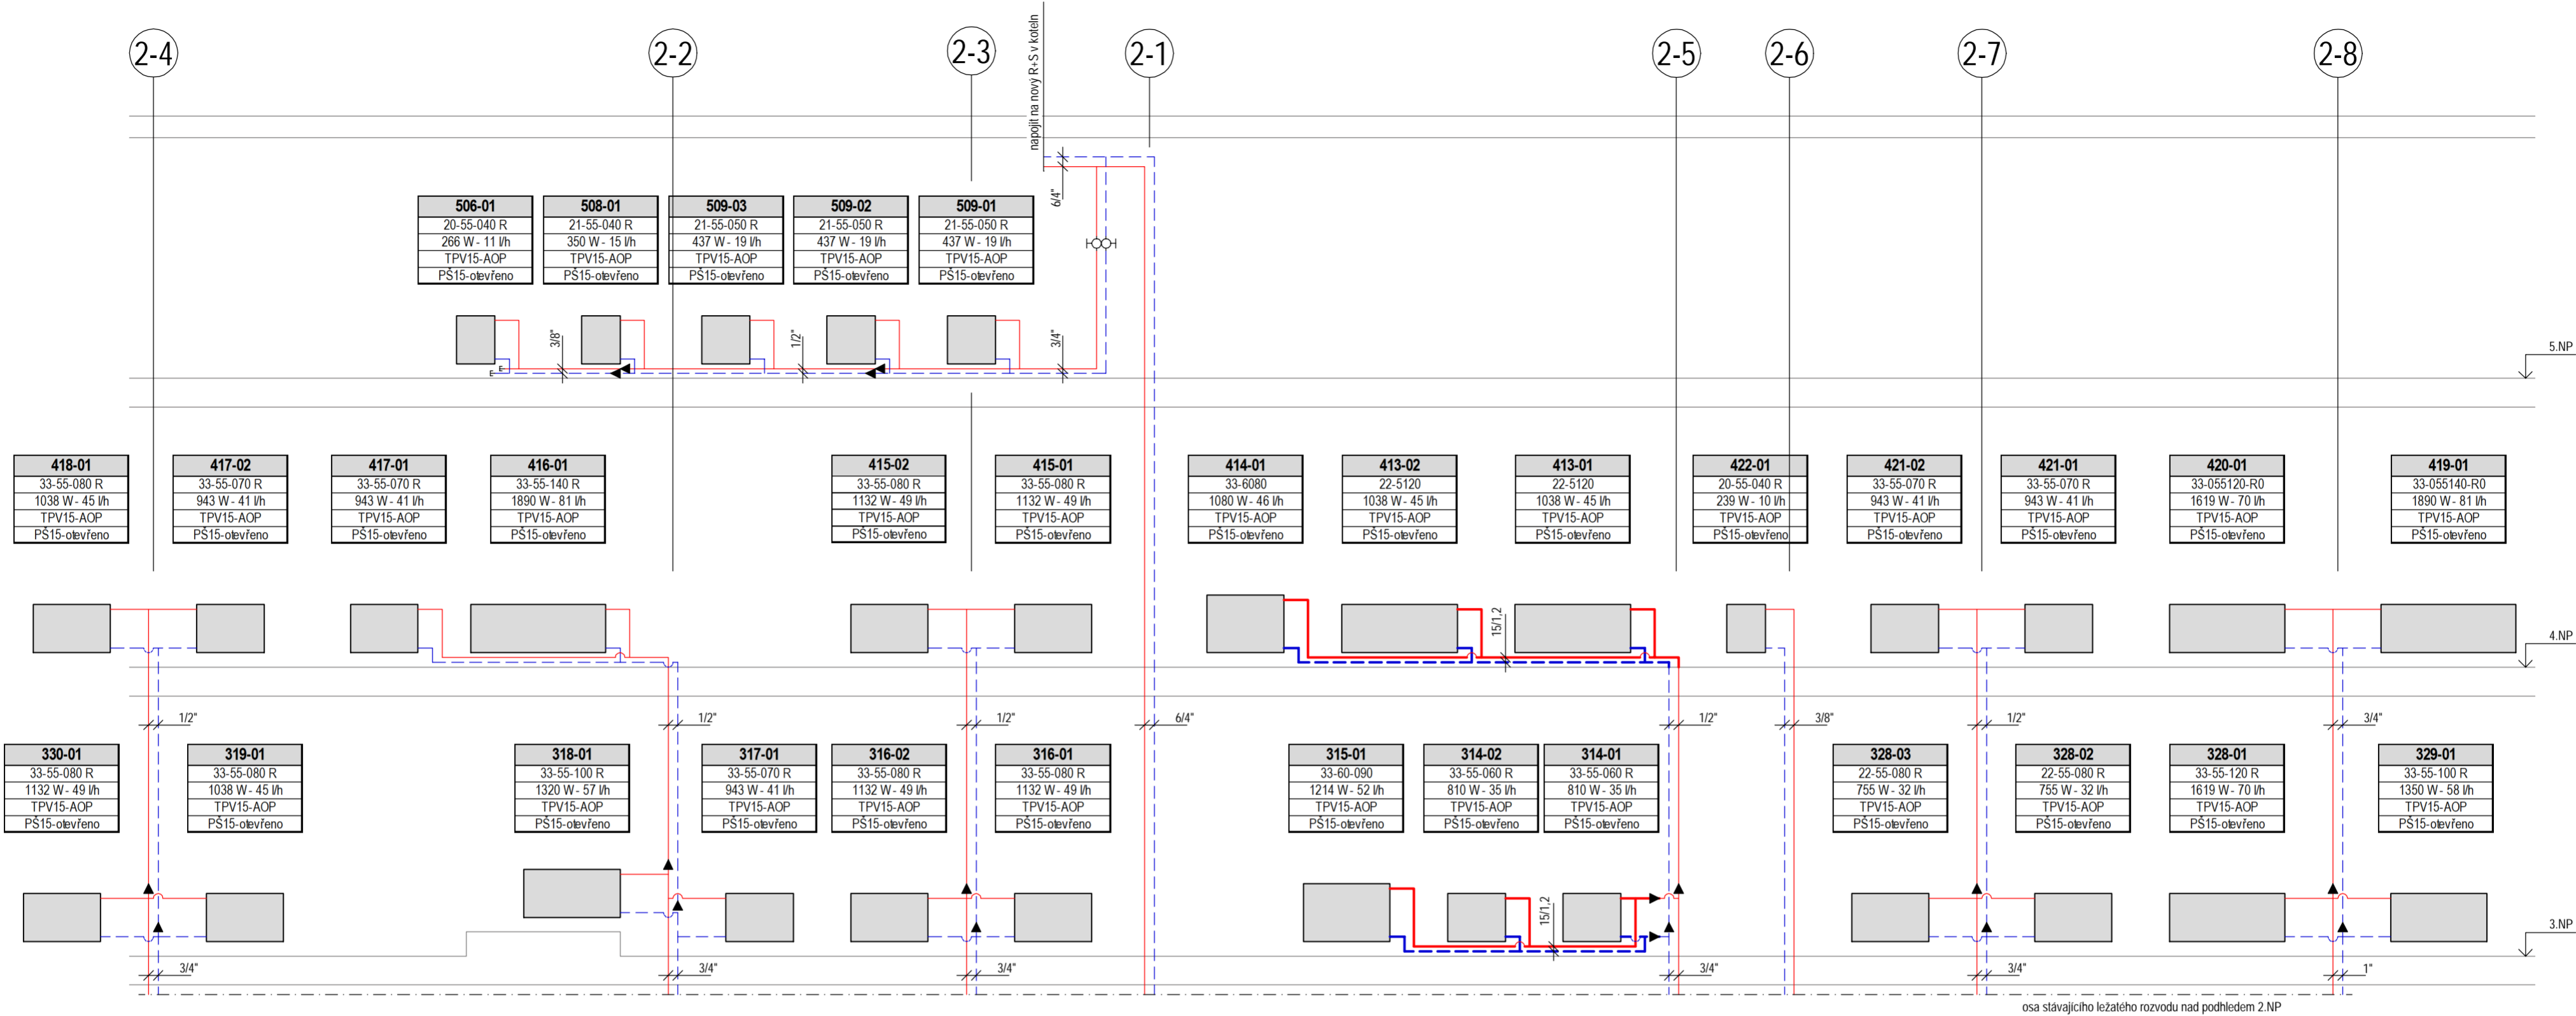 2-4
2-2
2-3
2-1
2-5
2-6
2-7
2-8
napojit na nový R+S v koteln
6/4"
506-01
20-55-040 R
266 W - 11 l/h
TPV15-AOP
PŠ15-otevřeno
508-01
21-55-040 R
350 W - 15 l/h
TPV15-AOP
PŠ15-otevřeno
509-03
21-55-050 R
437 W - 19 l/h
TPV15-AOP
PŠ15-otevřeno
509-02
21-55-050 R
437 W - 19 l/h
TPV15-AOP
PŠ15-otevřeno
509-01
21-55-050 R
437 W - 19 l/h
TPV15-AOP
PŠ15-otevřeno
3/8"
1/2"
3/4"
5.NP
418-01
33-55-080 R
1038 W - 45 l/h
TPV15-AOP
PŠ15-otevřeno
417-02
33-55-070 R
943 W - 41 l/h
TPV15-AOP
PŠ15-otevřeno
417-01
33-55-070 R
943 W - 41 l/h
TPV15-AOP
PŠ15-otevřeno
416-01
33-55-140 R
1890 W - 81 l/h
TPV15-AOP
PŠ15-otevřeno
415-02
33-55-080 R
1132 W - 49 l/h
TPV15-AOP
PŠ15-otevřeno
415-01
33-55-080 R
1132 W - 49 l/h
TPV15-AOP
PŠ15-otevřeno
414-01
33-6080
1080 W - 46 l/h
TPV15-AOP
PŠ15-otevřeno
413-02
22-5120
1038 W - 45 l/h
TPV15-AOP
PŠ15-otevřeno
413-01
22-5120
1038 W - 45 l/h
TPV15-AOP
PŠ15-otevřeno
422-01
20-55-040 R
239 W - 10 l/h
TPV15-AOP
PŠ15-otevřeno
421-02
33-55-070 R
943 W - 41 l/h
TPV15-AOP
PŠ15-otevřeno
421-01
33-55-070 R
943 W - 41 l/h
TPV15-AOP
PŠ15-otevřeno
420-01
33-055120-R0
1619 W - 70 l/h
TPV15-AOP
PŠ15-otevřeno
419-01
33-055140-R0
1890 W - 81 l/h
TPV15-AOP
PŠ15-otevřeno
15/1,2
4.NP
1/2"
1/2"
1/2"
6/4"
1/2"
3/8"
1/2"
3/4"
330-01
33-55-080 R
1132 W - 49 l/h
TPV15-AOP
PŠ15-otevřeno
319-01
33-55-080 R
1038 W - 45 l/h
TPV15-AOP
PŠ15-otevřeno
318-01
33-55-100 R
1320 W - 57 l/h
TPV15-AOP
PŠ15-otevřeno
317-01
33-55-070 R
943 W - 41 l/h
TPV15-AOP
PŠ15-otevřeno
316-02
33-55-080 R
1132 W - 49 l/h
TPV15-AOP
PŠ15-otevřeno
316-01
33-55-080 R
1132 W - 49 l/h
TPV15-AOP
PŠ15-otevřeno
315-01
33-60-090
1214 W - 52 l/h
TPV15-AOP
PŠ15-otevřeno
314-02
33-55-060 R
810 W - 35 l/h
TPV15-AOP
PŠ15-otevřeno
314-01
33-55-060 R
810 W - 35 l/h
TPV15-AOP
PŠ15-otevřeno
328-03
22-55-080 R
755 W - 32 l/h
TPV15-AOP
PŠ15-otevřeno
328-02
22-55-080 R
755 W - 32 l/h
TPV15-AOP
PŠ15-otevřeno
328-01
33-55-120 R
1619 W - 70 l/h
TPV15-AOP
PŠ15-otevřeno
329-01
33-55-100 R
1350 W - 58 l/h
TPV15-AOP
PŠ15-otevřeno
15/1,2
3.NP
3/4"
3/4"
3/4"
3/4"
3/4"
1"
osa stávajícího ležatého rozvodu nad podhledem 2.NP